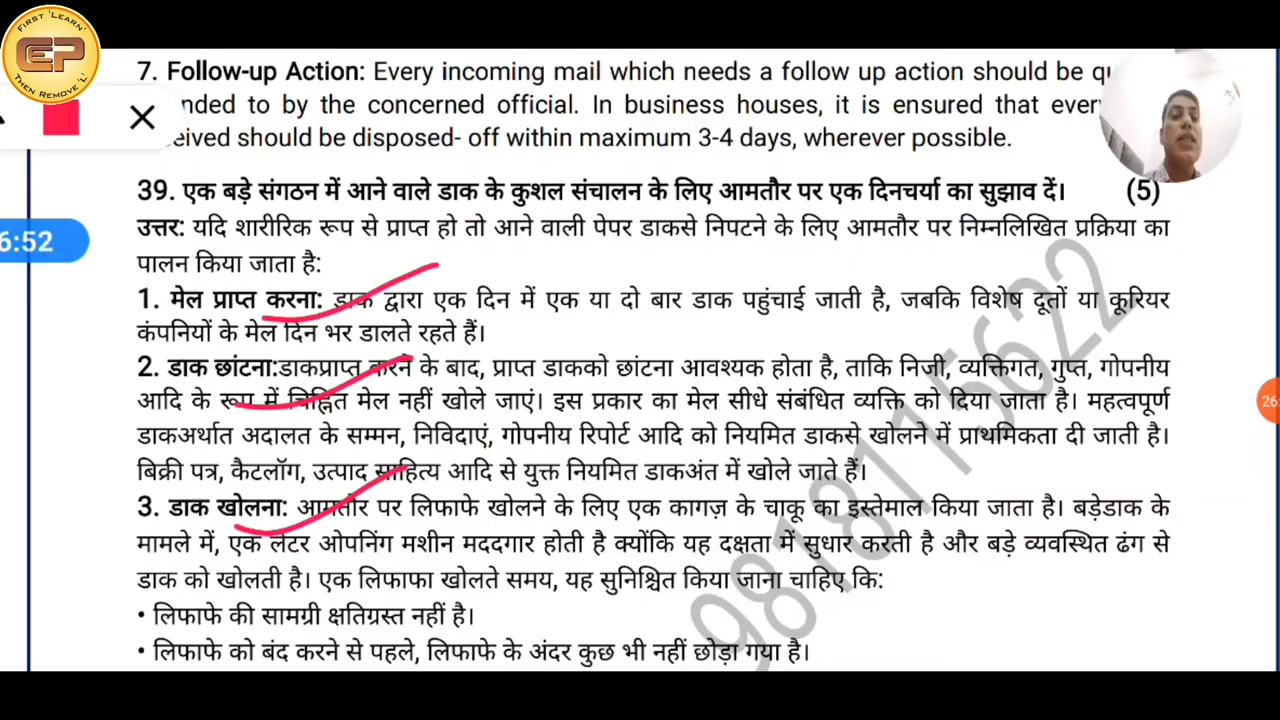 FIRST 'LEARN'
EP
THEN REMOVE 'L'
7. Follow-up Action: Every incoming mail which needs a follow up action should be
to by the concerned official. In business houses, it is ensured that
should be disposed- off within maximum 3-4 days, wherever possible.
39. एक बड़े संगठन में आने वाले डाक के कुशल संचालन के लिए आमतौर पर एक दिनचर्या का सुझाव दें। (5)
उत्तर: यदि शारीरिक रूप से प्राप्त हो तो आने वाली पेपर डाकसे निपटने के लिए आमतौर पर निम्नलिखित प्रक्रिया का
6:52
पालन किया जाता है:
1. मेल प्राप्त करना: डाक द्वारा एक दिन में एक या दो बार डाक पहुंचाई जाती है, जबकि विशेष दूतों या कूरियर
कंपनियों के मेल दिन भर डालते रहते हैं।
2. डाक छांटना:डाकप्राप्त करने के बाद, प्राप्त डाकको छांटना आवश्यक होता है, ताकि निजी, व्यक्तिगत, गुप्त, गोपनीय
आदि के रूप में चिह्नित मेल नहीं खोले जाएं। इस प्रकार का मेल सीधे संबंधित व्यक्ति को दिया जाता है। महत्वपूर्ण
26
डाकअर्थात अदालत के सम्मन, निविदाएं, गोपनीय रिपोर्ट आदि को नियमित डाकसे खोलने में प्राथमिकता दी जाती है।
बिक्री पत्र, कैटलॉग, उत्पाद साहित्य आदि से युक्त नियमित डाकअंत में खोले जाते हैं।
3. डाक खोलना: आमतौर पर लिफाफे खोलने के लिए एक कागज़ के चाकू का इस्तेमाल किया जाता है। बड़ेडाक के
मामले में, एक लेटर ओपनिंग मशीन मददगार होती है क्योंकि यह दक्षता में सुधार करती है और बड़े व्यवस्थित ढंग से
डाक को खोलती है। एक लिफाफा खोलते समय, यह सुनिश्चित किया जाना चाहिए कि:
• लिफाफे की सामग्री क्षतिग्रस्त नहीं है।
• लिफाफे को बंद करने से पहले, लिफाफे के अंदर कुछ भी नहीं छोड़ा गया है।
9818115622